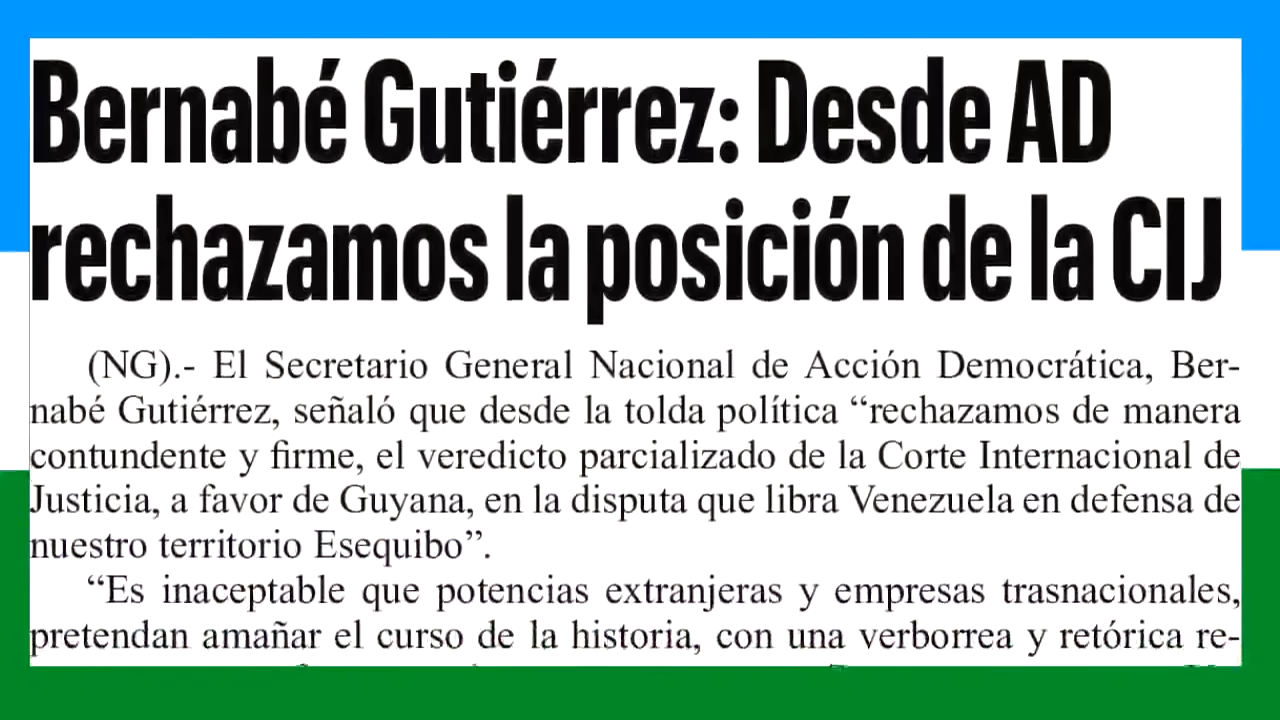 Bernabé Gutiérrez: Desde AD
rechazamos la posición de la CIJ
(NG).- El Secretario General Nacional de Acción Democrática, Ber-
nabé Gutiérrez, señaló que desde la tolda política “rechazamos de manera
contundente y firme, el veredicto parcializado de la Corte Internacional de
Justicia, a favor de Guyana, en la disputa que libra Venezuela en defensa de
nuestro territorio Esequibo”.
“Es inaceptable que potencias extranjeras y empresas trasnacionales,
pretendan amañar el curso de la historia, con una verborrea y retórica re-